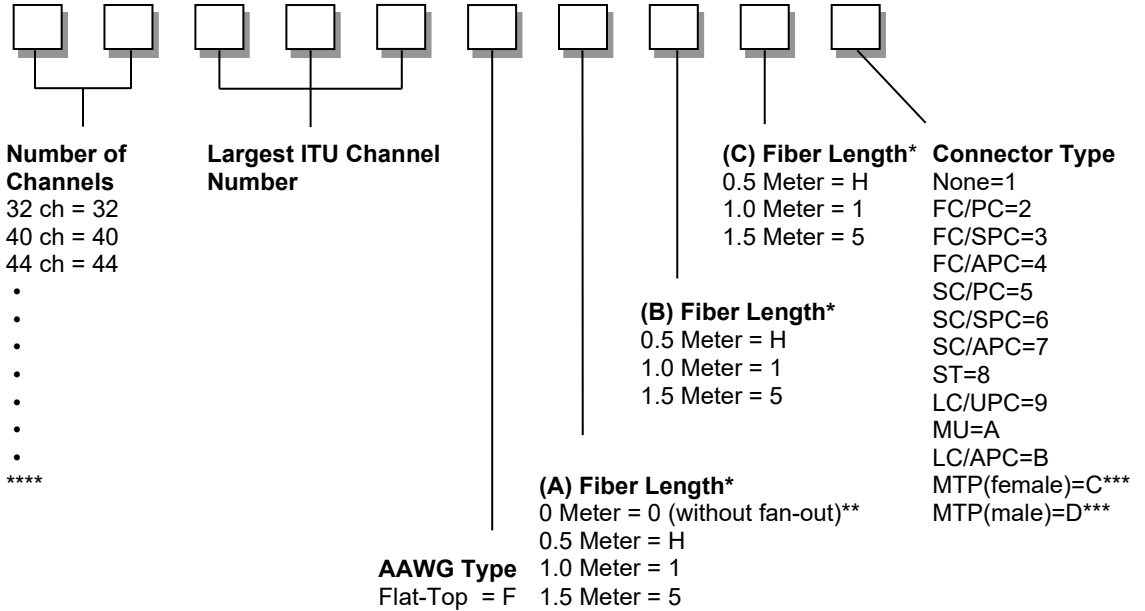 Number of
Channels
32 ch = 32
40 ch = 40
44 ch = 44
•
•
•
•
•
•
•
****
Largest ITU Channel
Number
AAWG Type
Flat-Top = F
(A) Fiber Length*
0 Meter = 0 (without fan-out)**
0.5 Meter = H
1.0 Meter = 1
1.5 Meter = 5
(B) Fiber Length*
0.5 Meter = H
1.0 Meter = 1
1.5 Meter = 5
(C) Fiber Length*
0.5 Meter = H
1.0 Meter = 1
1.5 Meter = 5
Connector Type
None=1
FC/PC=2
FC/SPC=3
FC/APC=4
SC/PC=5
SC/SPC=6
SC/APC=7
ST=8
LC/UPC=9
MU=A
LC/APC=B
MTP(female)=C***
MTP(male)=D***